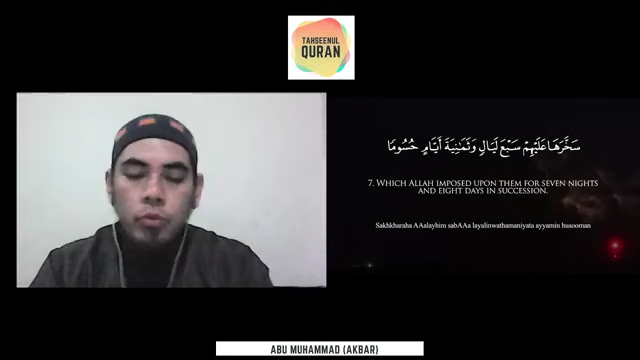 TAHSEENUL
QURAN
سَخَّرَهَا عَلَيْهِمْ سَبْعَ لَيَالٍ وَثَمَٰنِيَةَ أَيَّامٍ حُسُومًا
7. Which Allah imposed upon them for seven nights
and eight days in succession.
Sakhkharaha AAalayhim sabAAa layalinwathamaniyata ayyamin husooman
ABU MUHAMMAD (AKBAR)